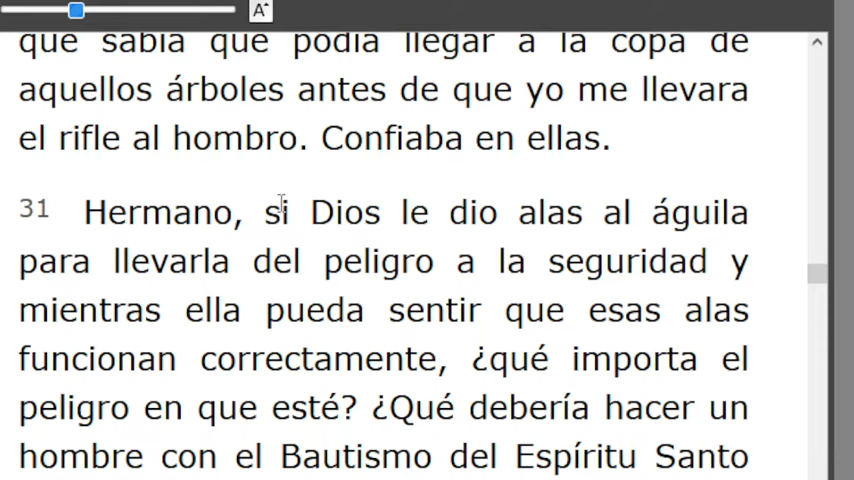 A
que sabía que podía llegar a la copa de
aquellos árboles antes de que yo me llevara
el rifle al hombro. Confiaba en ellas.
31 Hermano, si Dios le dio alas al águila
para llevarla del peligro a la seguridad y
mientras ella pueda sentir que esas alas
funcionan correctamente, ¿qué importa el
peligro en que esté? ¿Qué debería hacer un
hombre con el Bautismo del Espíritu Santo